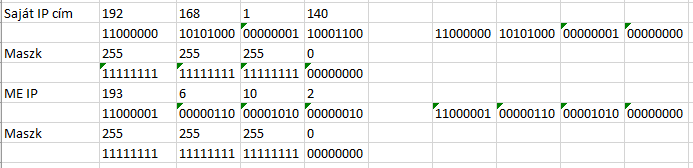 Saját IP cím 192 168 1 140
11000000 10101000 00000001 10001100 11000000 10101000 00000001 00000000
Maszk 255 255 255 0
11111111 11111111 11111111 00000000
ME IP 193 6 10 2
11000001 00000110 00001010 00000010 11000001 00000110 00001010 00000000
Maszk 255 255 255 0
11111111 11111111 11111111 00000000